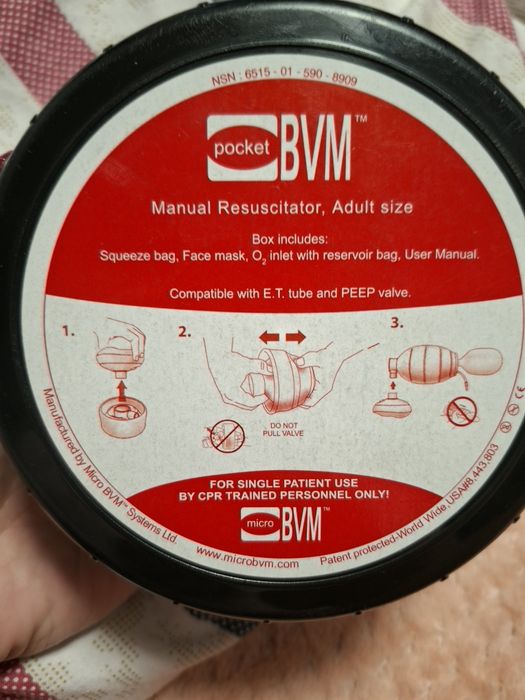 NSN : 6515 - 01 - 590 - 8909
pocket BVM™
Manual Resuscitator, Adult size
Box includes:
Squeeze bag, Face mask, O₂ inlet with reservoir bag, User Manual.
Compatible with E.T. tube and PEEP valve.
1.
2.
3.
DO NOT
PULL VALVE
FOR SINGLE PATIENT USE
BY CPR TRAINED PERSONNEL ONLY!
micro BVM™
www.microbvm.com
Manufactured by Micro BVM™ Systems Ltd.
Patent protected-World Wide, USA#8,443,803
CE